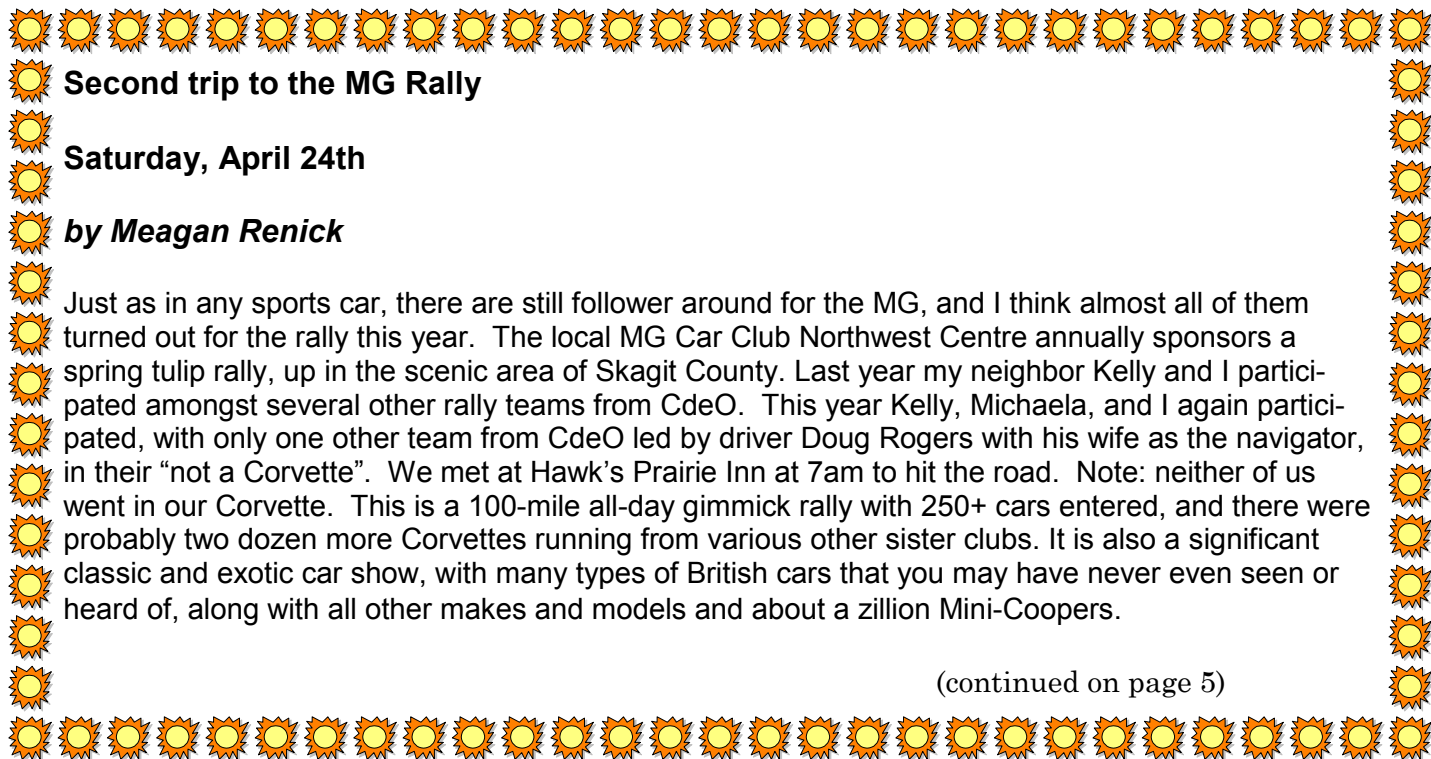 Second trip to the MG Rally
Saturday, April 24th
by Meagan Renick
Just as in any sports car, there are still follower around for the MG, and I think almost all of them
turned out for the rally this year.  The local MG Car Club Northwest Centre annually sponsors a
spring tulip rally, up in the scenic area of Skagit County. Last year my neighbor Kelly and I partici-
pated amongst several other rally teams from CdeO.  This year Kelly, Michaela, and I again partici-
pated, with only one other team from CdeO led by driver Doug Rogers with his wife as the navigator,
in their “not a Corvette”.  We met at Hawk’s Prairie Inn at 7am to hit the road.  Note: neither of us
went in our Corvette.  This is a 100-mile all-day gimmick rally with 250+ cars entered, and there were
probably two dozen more Corvettes running from various other sister clubs. It is also a significant
classic and exotic car show, with many types of British cars that you may have never even seen or
heard of, along with all other makes and models and about a zillion Mini-Coopers.
(continued on page 5)